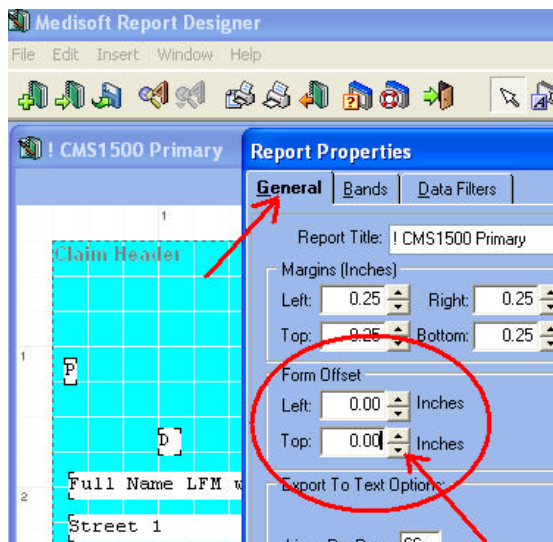 Medisoft Report Designer
File Edit Insert Window Help
! CMS1500 Primary
Report Properties
General Bands Data Filters
1
Claim Header
Report Title: ! CMS1500 Primary
Margins (Inches)
Left: 0.25 Right: 0.25
Top: 0.25 Bottom: 0.25
1
P
Form Offset
Left: 0.00 Inches
Top: 0.00 Inches
D
Full Name LFM
Export To Text Options:
2
Street 1